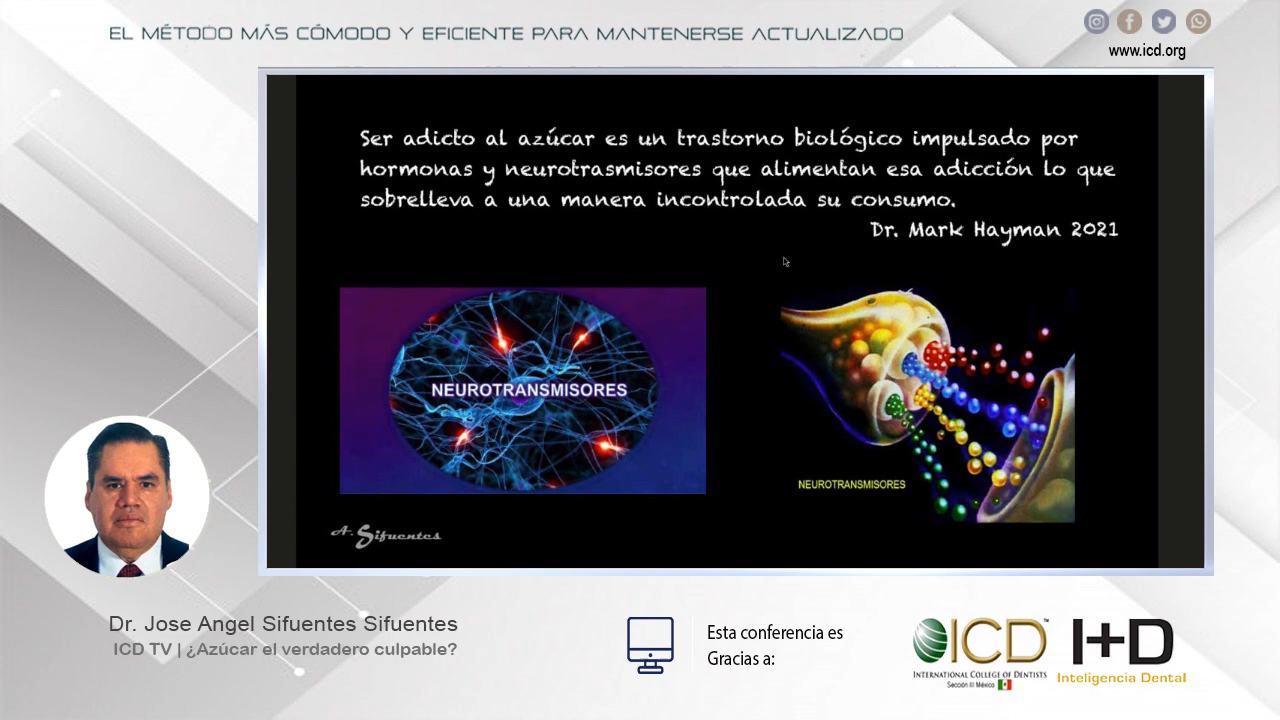 EL MÉTODO MÁS CÓMODO Y EFICIENTE PARA MANTENERSE ACTUALIZADO
www.icd.org
Ser adicto al azúcar es un trastorno biológico impulsado por
hormonas y neurotrasmisores que alimentan esa adicción lo que
sobrelleva a una manera incontrolada su consumo.
Dr. Mark Hayman 2021
NEUROTRANSMISORES
NEUROTRANSMISORES
A. Sifuentes
Dr. Jose Angel Sifuentes Sifuentes
ICD TV | ¿Azúcar el verdadero culpable?
Esta conferencia es
Gracias a:
ICD™
INTERNATIONAL COLLEGE OF DENTISTS
Sección III México
I+D
Inteligencia Dental